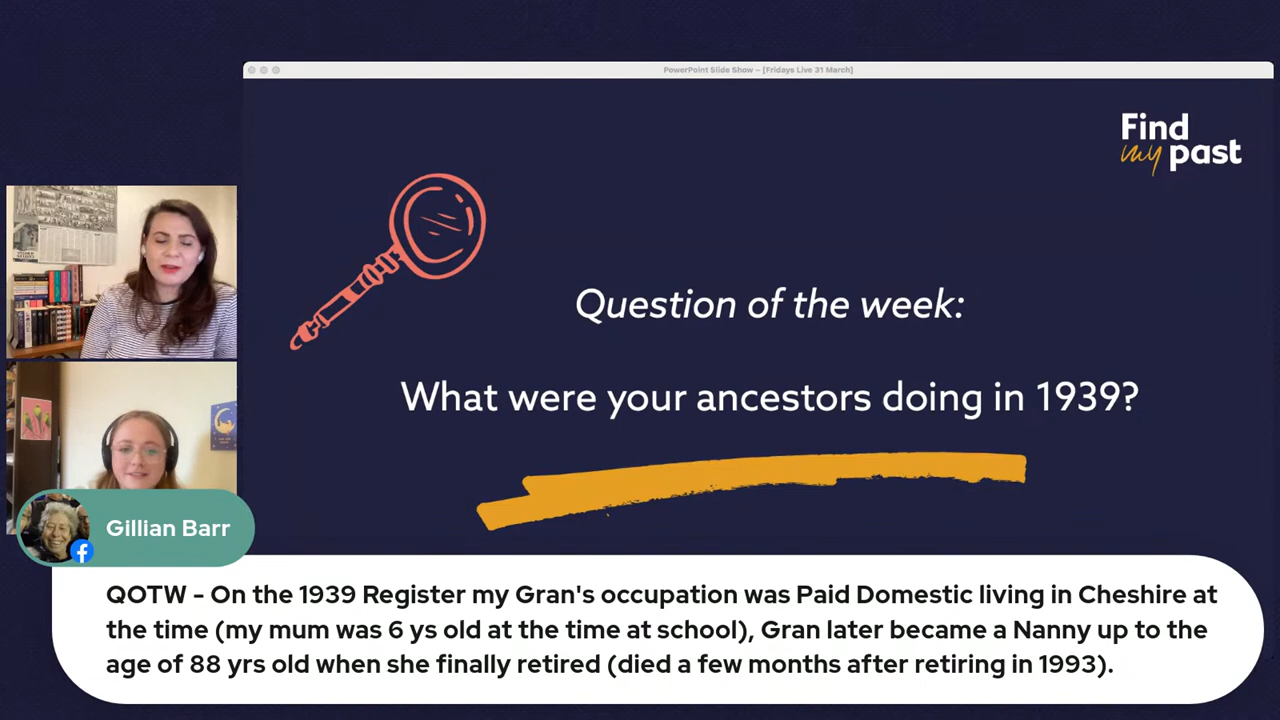 PowerPoint Slide Show – [Fridays Live 31 March]
Find
my past
Question of the week:
What were your ancestors doing in 1939?
Gillian Barr
QOTW - On the 1939 Register my Gran's occupation was Paid Domestic living in Cheshire at
the time (my mum was 6 ys old at the time at school), Gran later became a Nanny up to the
age of 88 yrs old when she finally retired (died a few months after retiring in 1993).